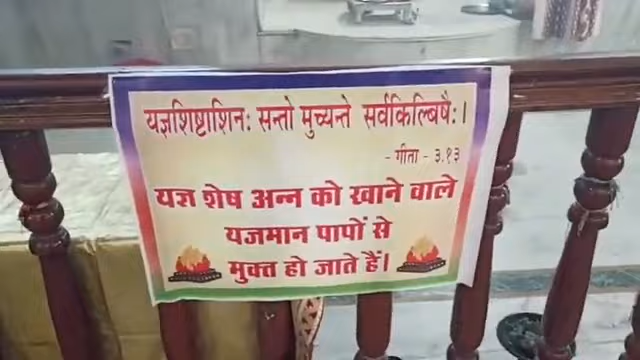 यज्ञशिष्टाशिनः सन्तो मुच्यन्ते सर्वकिल्बिषैः।
- गीता - ३.१३
यज्ञ शेष अन्न को खाने वाले
यजमान पापों से
मुक्त हो जाते हैं।